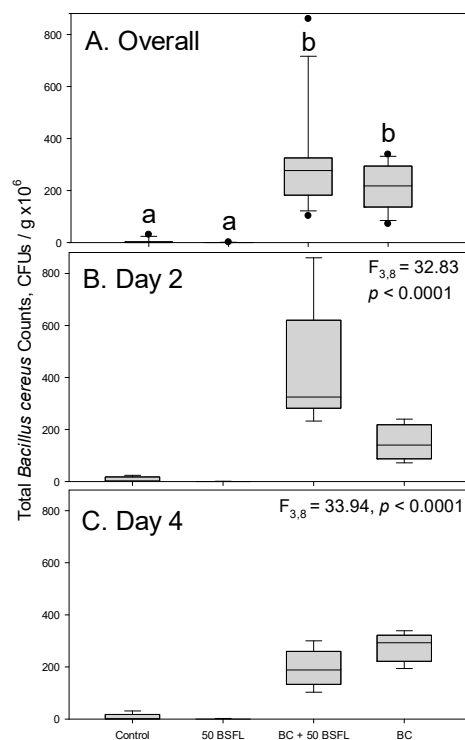 Total Bacillus cereus Counts, CFUs / g x10⁶
A. Overall
800
600
400
200
0
a
a
b
b
B. Day 2
F₃,₈ = 32.83
p < 0.0001
800
600
400
200
0
C. Day 4
F₃,₈ = 33.94, p < 0.0001
800
600
400
200
0
Control
50 BSFL
BC + 50 BSFL
BC